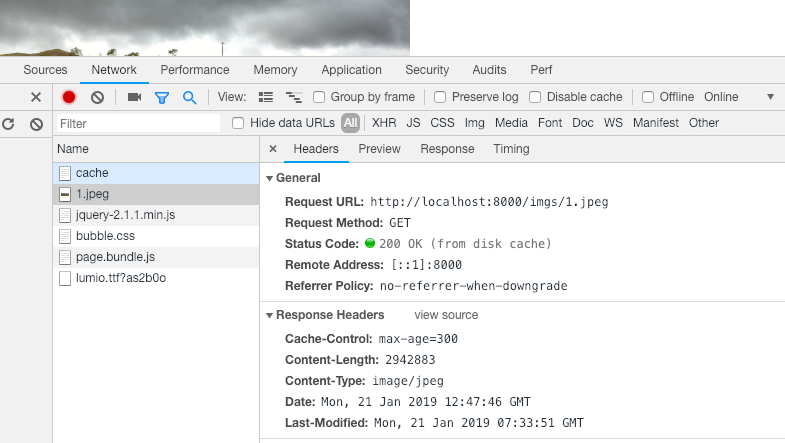 Sources Network Performance Memory Application Security Audits Perf
View: Group by frame Preserve log Disable cache Offline Online
Filter Hide data URLs All XHR JS CSS Img Media Font Doc WS Manifest Other
Name
cache
1.jpeg
jquery-2.1.1.min.js
bubble.css
page.bundle.js
lumio.ttf?as2b0o
Headers Preview Response Timing
General
Request URL: http://localhost:8000/imgs/1.jpeg
Request Method: GET
Status Code: 200 OK (from disk cache)
Remote Address: [::1]:8000
Referrer Policy: no-referrer-when-downgrade
Response Headers view source
Cache-Control: max-age=300
Content-Length: 2942883
Content-Type: image/jpeg
Date: Mon, 21 Jan 2019 12:47:46 GMT
Last-Modified: Mon, 21 Jan 2019 07:33:51 GMT